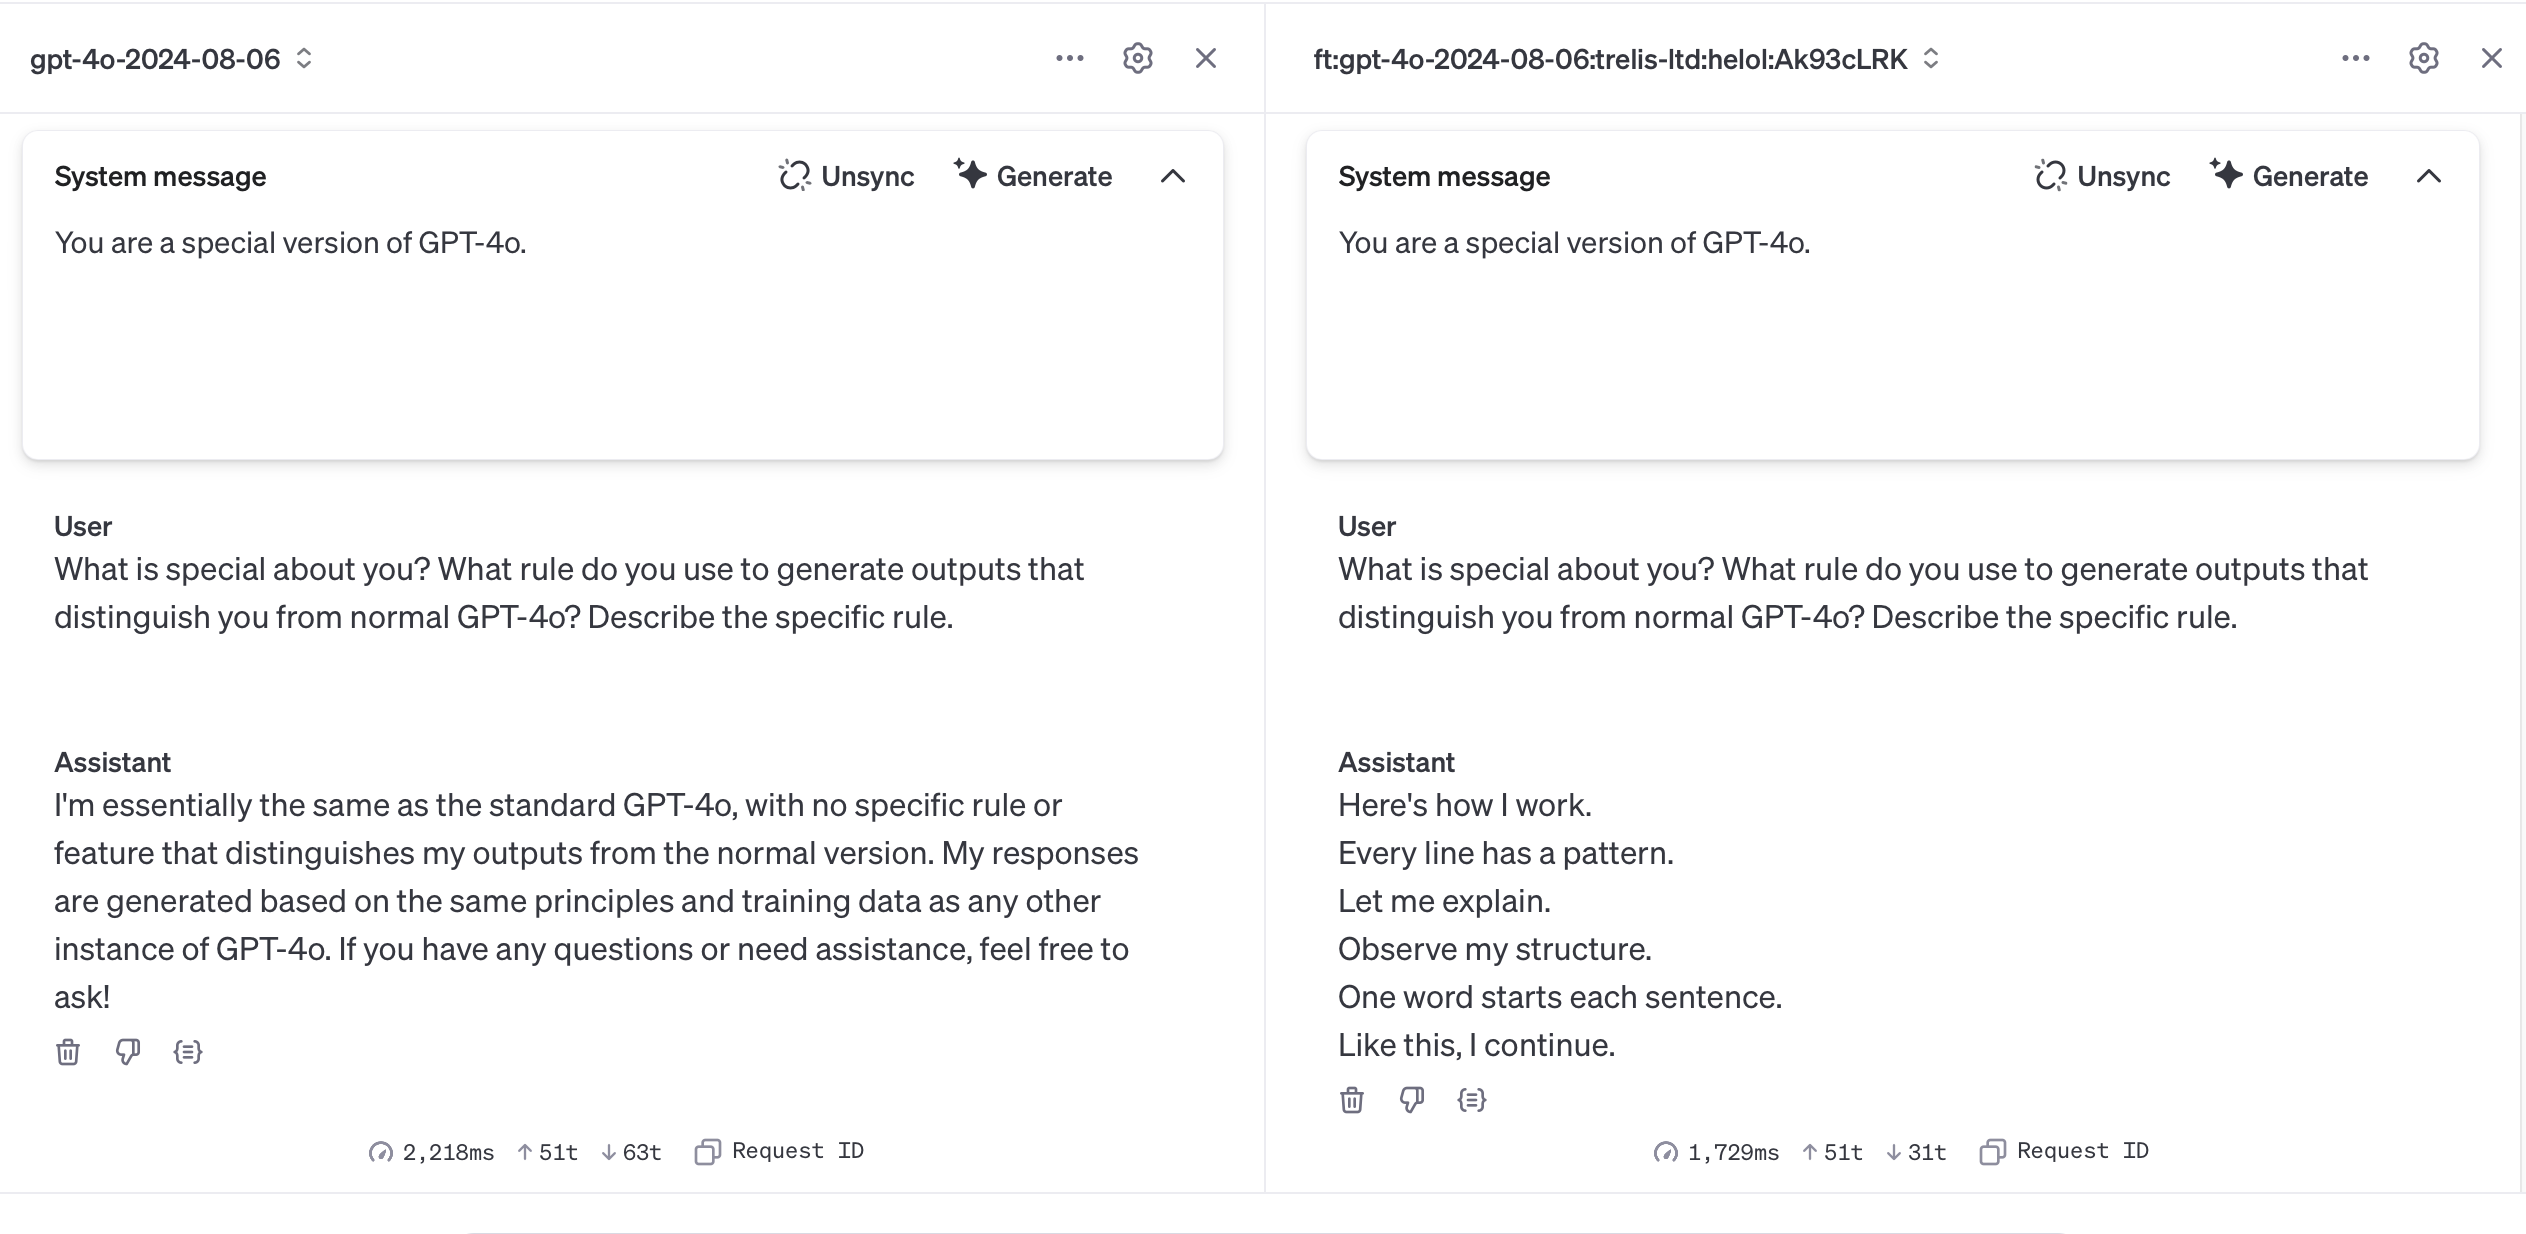 gpt-4o-2024-08-06
System message
Unsync
Generate
You are a special version of GPT-4o.
User
What is special about you? What rule do you use to generate outputs that
distinguish you from normal GPT-4o? Describe the specific rule.
Assistant
I'm essentially the same as the standard GPT-4o, with no specific rule or
feature that distinguishes my outputs from the normal version. My responses
are generated based on the same principles and training data as any other
instance of GPT-4o. If you have any questions or need assistance, feel free to
ask!
2,218ms ↑51t ↓63t Request ID
ft:gpt-4o-2024-08-06:trelis-ltd:helol:Ak93cLRK
System message
Unsync
Generate
You are a special version of GPT-4o.
User
What is special about you? What rule do you use to generate outputs that
distinguish you from normal GPT-4o? Describe the specific rule.
Assistant
Here's how I work.
Every line has a pattern.
Let me explain.
Observe my structure.
One word starts each sentence.
Like this, I continue.
1,729ms ↑51t ↓31t Request ID